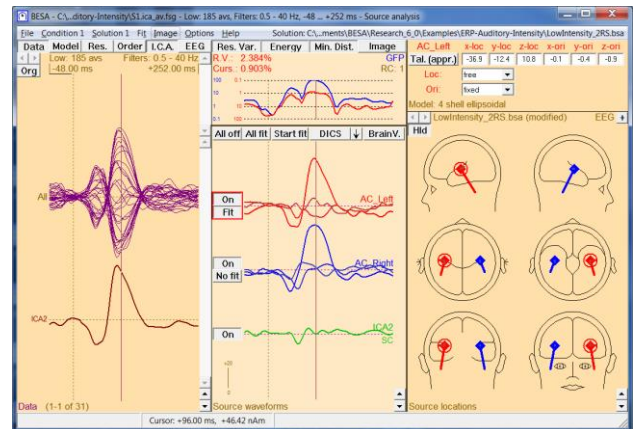 BESA - C:\...ditory-Intensity\S1.ica_av.fsg - Low: 185 avs, Filters: 0.5 - 40 Hz, -48 ... +252 ms - Source analysis
File Condition 1 Solution 1 Fit Image Options Help Solution: C:\...ments\BESA\Research_6_0\Examples\ERP-Auditory-Intensity\LowIntensity_2RS.bsa
Data Model Res. Order I.C.A. EEG Res. Var. Energy Min. Dist. Image AC_Left x-loc y-loc z-loc x-ori y-ori z-ori
Org Low: 185 avs Filters: 0.5 - 40 Hz
-48.00 ms +252.00 ms
R.V.: 2.384% GFP
Curs.: 0.903% RC: 1
Tal. (appr.) -36.9 -12.4 10.8 -0.1 -0.4 -0.9
Loc: free
Ori: fixed
Model: 4 shell ellipsoidal
LowIntensity_2RS.bsa (modified) EEG
Hld
All off All fit Start fit DICS BrainV.
All
On
Fit
AC_Left
On
No fit
AC_Right
ICA2
On
ICA2
SC
Data (1-1 of 31)
Source waveforms
Source locations
Cursor: +96.00 ms, +46.42 nAm